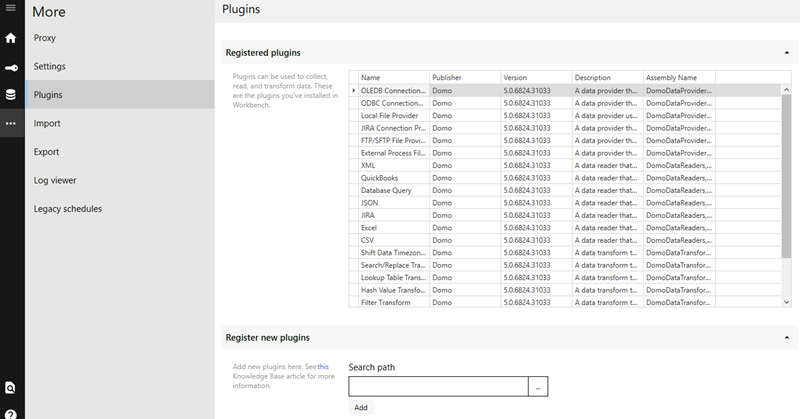 More
Proxy
Settings
Plugins
Import
Export
Log viewer
Legacy schedules
Plugins
Registered plugins
Plugins can be used to collect,
read, and transform data. These
are the plugins you've installed in
Workbench.
Name Publisher Version Description Assembly Name
OLEDB Connection... Domo 5.0.6824.31033 A data provider th... DomoDataProvider...
ODBC Connection... Domo 5.0.6824.31033 A data provider th... DomoDataProvider...
Local File Provider Domo 5.0.6824.31033 A data provider us... DomoDataProvider...
JIRA Connection Pr... Domo 5.0.6824.31033 A data provider th... DomoDataProvider...
FTP/SFTP File Provi... Domo 5.0.6824.31033 A data provider th... DomoDataProvider...
External Process Fil... Domo 5.0.6824.31033 A data provider th... DomoDataProvider...
XML Domo 5.0.6824.31033 A data reader that... DomoDataReaders,...
QuickBooks Domo 5.0.6824.31033 A data reader that... DomoDataReaders,...
Database Query Domo 5.0.6824.31033 A data reader that... DomoDataReaders,...
JSON Domo 5.0.6824.31033 A data reader that... DomoDataReaders,...
JIRA Domo 5.0.6824.31033 A data reader that... DomoDataReaders,...
Excel Domo 5.0.6824.31033 A data reader that... DomoDataReaders,...
CSV Domo 5.0.6824.31033 A data reader that... DomoDataReaders,...
Shift Data Timezon... Domo 5.0.6824.31033 A data transform t... DomoDataTransfor...
Search/Replace Tra... Domo 5.0.6824.31033 A data transform t... DomoDataTransfor...
Lookup Table Trans... Domo 5.0.6824.31033 A data transform t... DomoDataTransfor...
Hash Value Transfo... Domo 5.0.6824.31033 A data transform t... DomoDataTransfor...
Filter Transform Domo 5.0.6824.31033 A data transform t... DomoDataTransfor...
Register new plugins
Add new plugins here. See this
Knowledge Base article for more
information.
Search path
...
Add